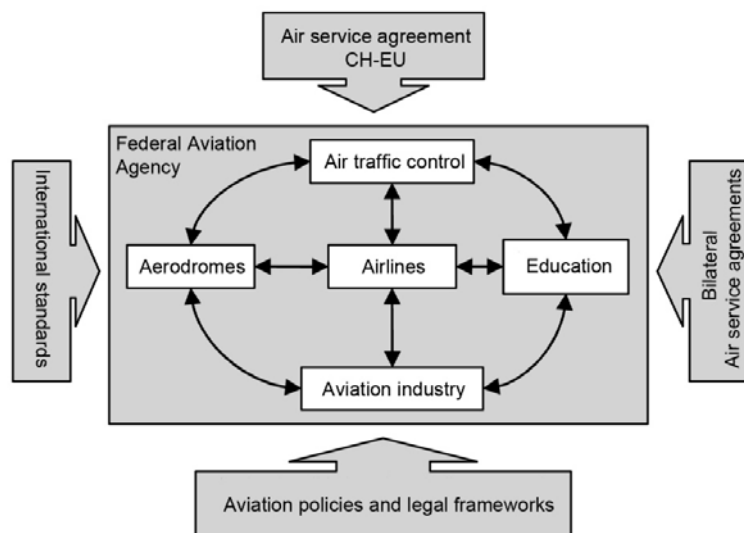 Air service agreement
CH-EU
Federal Aviation
Agency
Air traffic control
International
standards
Aerodromes
Airlines
Education
Bilateral
Air service agreements
Aviation industry
Aviation policies and legal frameworks